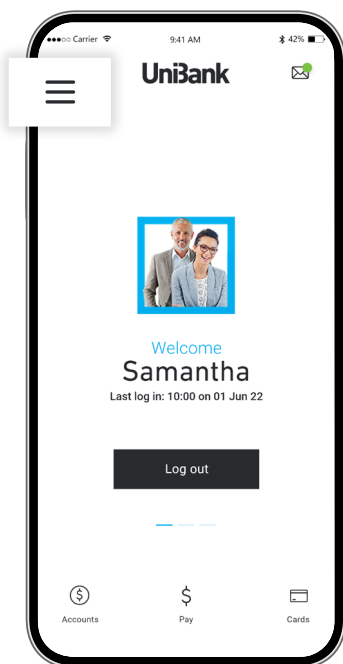 Carrier 9:41 AM 42%
UniBank
Welcome
Samantha
Last log in: 10:00 on 01 Jun 22
Log out
$ $
Accounts Pay Cards